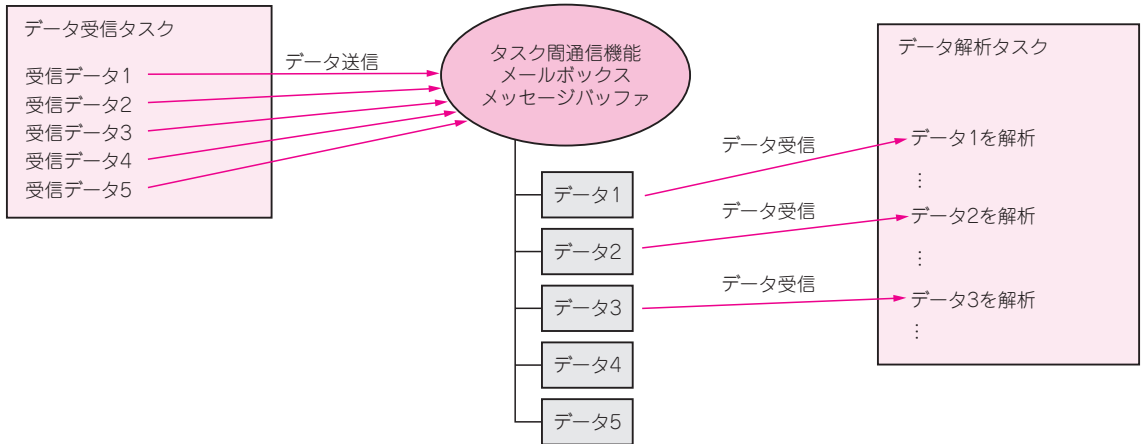 データ受信タスク
受信データ1
受信データ2
受信データ3
受信データ4
受信データ5
データ送信
タスク間通信機能
メールボックス
メッセージバッファ
データ1
データ2
データ3
データ4
データ5
データ受信
データ受信
データ受信
データ解析タスク
データ1を解析
⋮
データ2を解析
⋮
データ3を解析
⋮